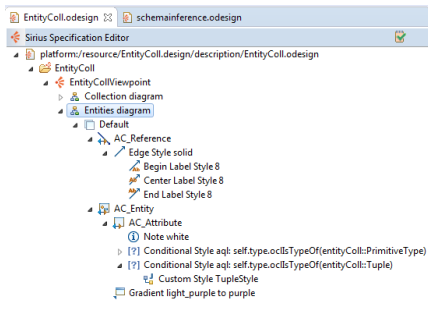 EntityColl.odesign
schemainference.odesign
Sirius Specification Editor
platform:/resource/EntityColl.design/description/EntityColl.odesign
EntityColl
EntityCollViewpoint
Collection diagram
Entities diagram
Default
AC_Reference
Edge Style solid
Begin Label Style 8
Center Label Style 8
End Label Style 8
AC_Entity
AC_Attribute
Note white
[?] Conditional Style aql: self.type.oclIsTypeOf(entityColl::PrimitiveType)
[?] Conditional Style aql: self.type.oclIsTypeOf(entityColl::Tuple)
Custom Style TupleStyle
Gradient light_purple to purple